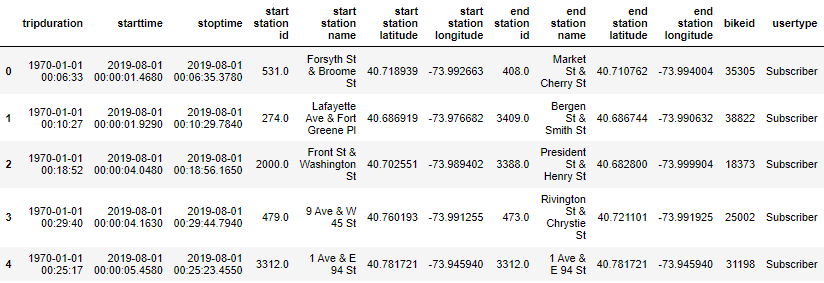 tripduration starttime stoptime start station id start station name start station latitude start station longitude end station id end station name end station latitude end station longitude bikeid usertype
0 1970-01-01 00:06:33 2019-08-01 00:00:01.4680 2019-08-01 00:06:35.3780 531.0 Forsyth St & Broome St 40.718939 -73.992663 408.0 Market St & Cherry St 40.710762 -73.994004 35305 Subscriber
1 1970-01-01 00:10:27 2019-08-01 00:00:01.9290 2019-08-01 00:10:29.7840 274.0 Lafayette Ave & Fort Greene Pl 40.686919 -73.976682 3409.0 Bergen St & Smith St 40.686744 -73.990632 38822 Subscriber
2 1970-01-01 00:18:52 2019-08-01 00:00:04.0480 2019-08-01 00:18:56.1650 2000.0 Front St & Washington St 40.702551 -73.989402 3388.0 President St & Henry St 40.682800 -73.999904 18373 Subscriber
3 1970-01-01 00:29:40 2019-08-01 00:00:04.1630 2019-08-01 00:29:44.7940 479.0 9 Ave & W 45 St 40.760193 -73.991255 473.0 Rivington St & Chrystie St 40.721101 -73.991925 25002 Subscriber
4 1970-01-01 00:25:17 2019-08-01 00:00:05.4580 2019-08-01 00:25:23.4550 3312.0 1 Ave & E 94 St 40.781721 -73.945940 3312.0 1 Ave & E 94 St 40.781721 -73.945940 31198 Subscriber